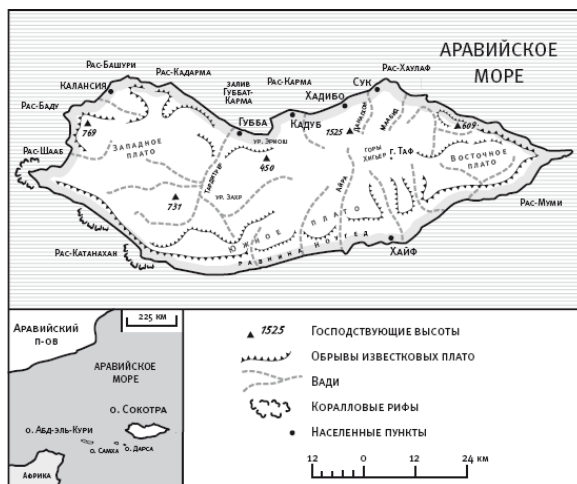 АРАВИЙСКОЕ
МОРЕ
Рас-Башури
Рас-Кадарма
Рас-Карма
Рас-Хаулаф
КАЛАНСИЯ
ЗАЛИВ
ГУББАТ-
КАРМА
ХАДИБО
СУК
Рас-Баду
ГУББА
КАДУБ
769
1525
609
УР. ЭРКОШ
450
Рас-Шааб
ЗАПАДНОЕ
ПЛАТО
ГОРЫ
ХАГЬЕР
Г. ТАФ
ВОСТОЧНОЕ
ПЛАТО
731
УР. ЗАХР
Рас-Муми
ЮЖНОЕ ПЛАТО
РАВНИНА НОУГЕД
Рас-Катанахан
ХАЙФ
225 КМ
Аравийский
п-ов
АРАВИЙСКОЕ
МОРЕ
о. Сокотра
о. Абд-эль-Кури
о. Самха
о. Дарса
АФРИКА
1525 Господствующие высоты
Обрывы известковых плато
Вади
Коралловые рифы
Населенные пункты
12 0 12 24 км